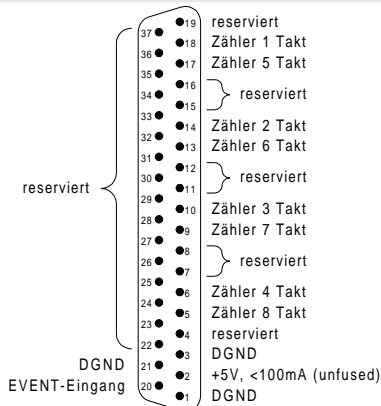 19 reserviert
37
18 Zähler 1 Takt
36
17 Zähler 5 Takt
35
16
34
reserviert
15
33
14 Zähler 2 Takt
32
13 Zähler 6 Takt
31
12
30
reserviert
reserviert
11
29
10 Zähler 3 Takt
28
9 Zähler 7 Takt
27
8
26
reserviert
7
25
6 Zähler 4 Takt
24
5 Zähler 8 Takt
23
4 reserviert
22
3 DGND
DGND 21
2 +5V, <100mA (unfused)
EVENT-Eingang 20
1 DGND